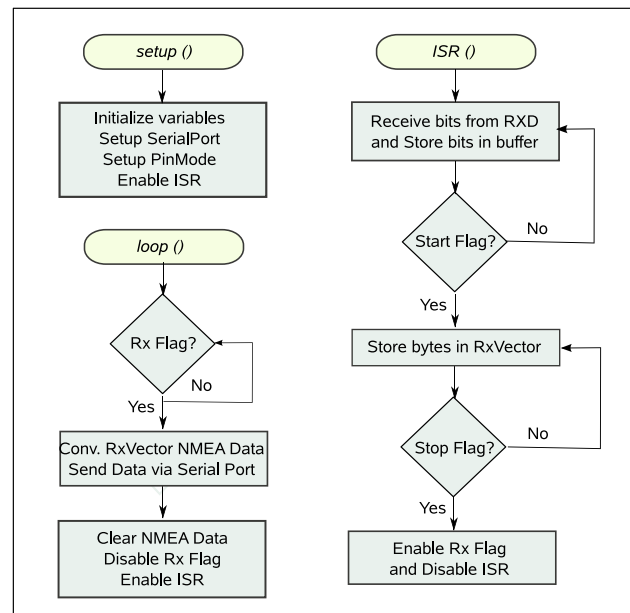 setup ()
Initialize variables
Setup SerialPort
Setup PinMode
Enable ISR
loop ()
Rx Flag?
No
Yes
Conv. RxVector NMEA Data
Send Data via Serial Port
Clear NMEA Data
Disable Rx Flag
Enable ISR
ISR ()
Receive bits from RXD
and Store bits in buffer
Start Flag?
No
Yes
Store bytes in RxVector
Stop Flag?
No
Yes
Enable Rx Flag
and Disable ISR